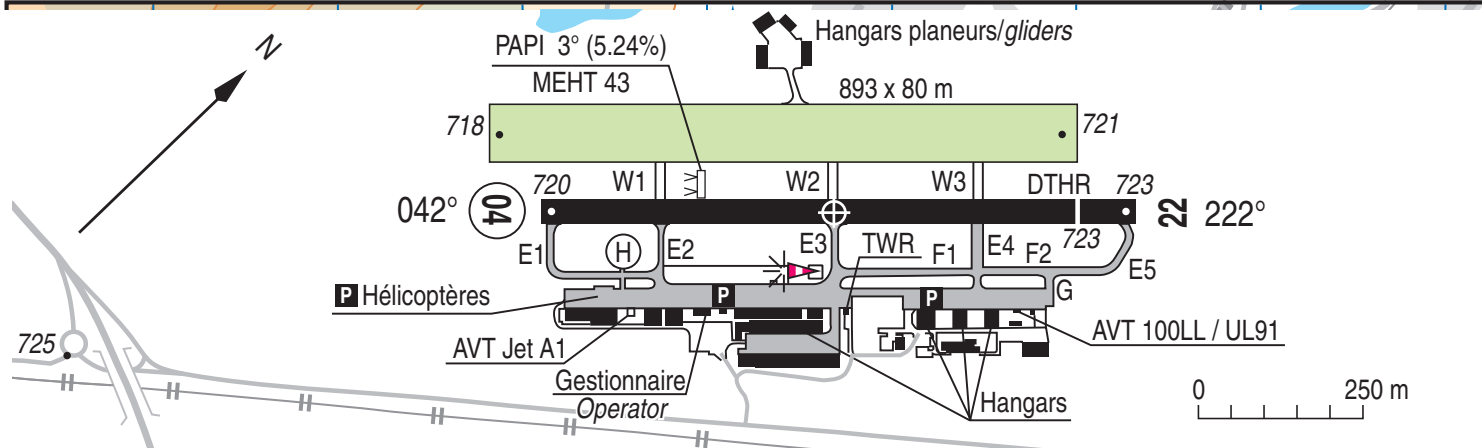 N
PAPI 3° (5.24%)
MEHT 43
Hangars planeurs/gliders
893 x 80 m
718
721
042°
04
720
W1
W2
W3
DTHR
723
22
222°
723
E1
H
E2
E3
TWR
F1
E4
F2
E5
G
P Hélicoptères
P
P
725
AVT Jet A1
AVT 100LL / UL91
Gestionnaire
Operator
Hangars
0
250 m